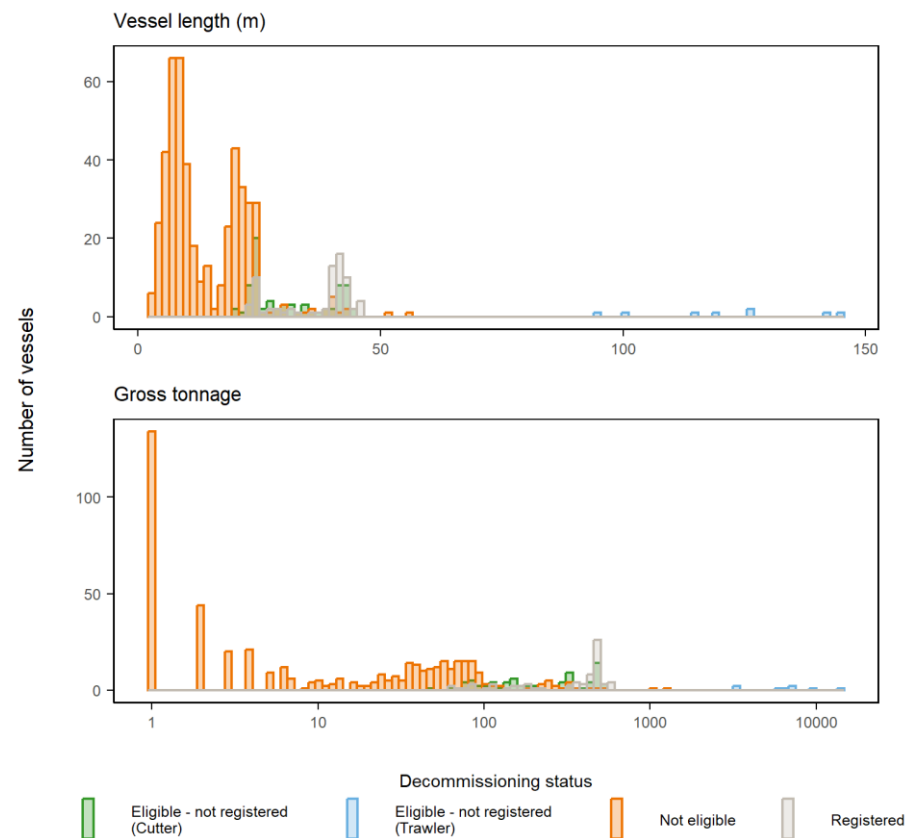 Vessel length (m)
60
40
20
0
0 50 100 150
Number of vessels
Gross tonnage
100
50
0
1 10 100 1000 10000
Decommissioning status
Eligible - not registered
(Cutter)
Eligible - not registered
(Trawler)
Not eligible
Registered